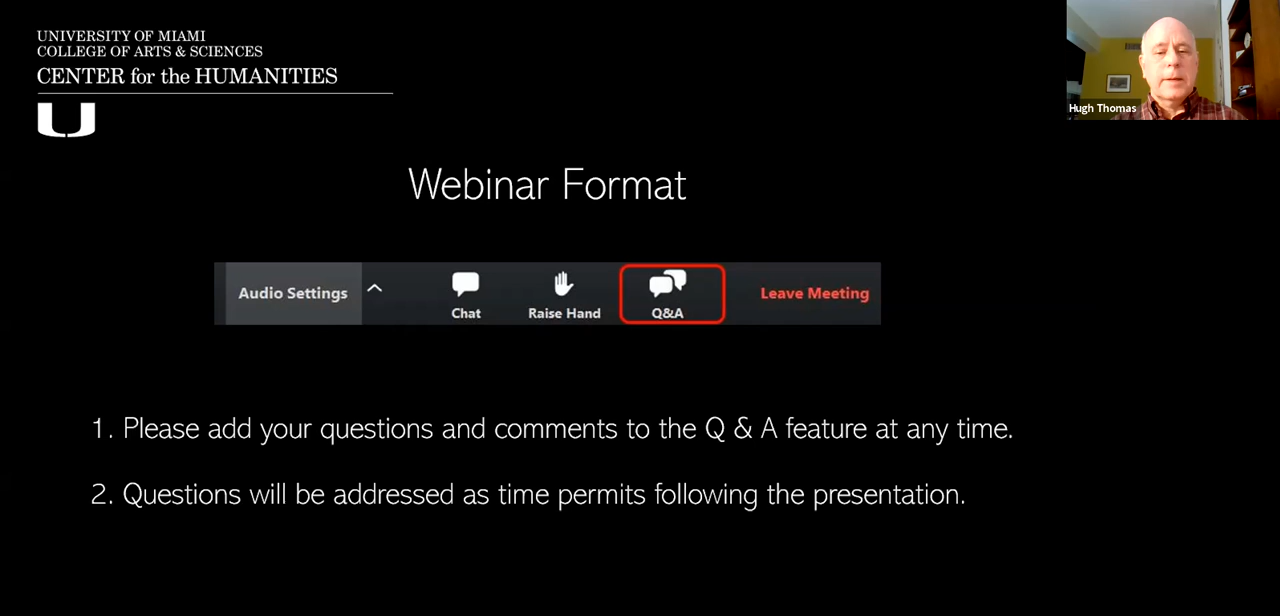 UNIVERSITY OF MIAMI
COLLEGE OF ARTS & SCIENCES
CENTER for the HUMANITIES
U
Hugh Thomas
Webinar Format
Audio Settings
Chat
Raise Hand
Q&A
Leave Meeting
1. Please add your questions and comments to the Q & A feature at any time.
2. Questions will be addressed as time permits following the presentation.